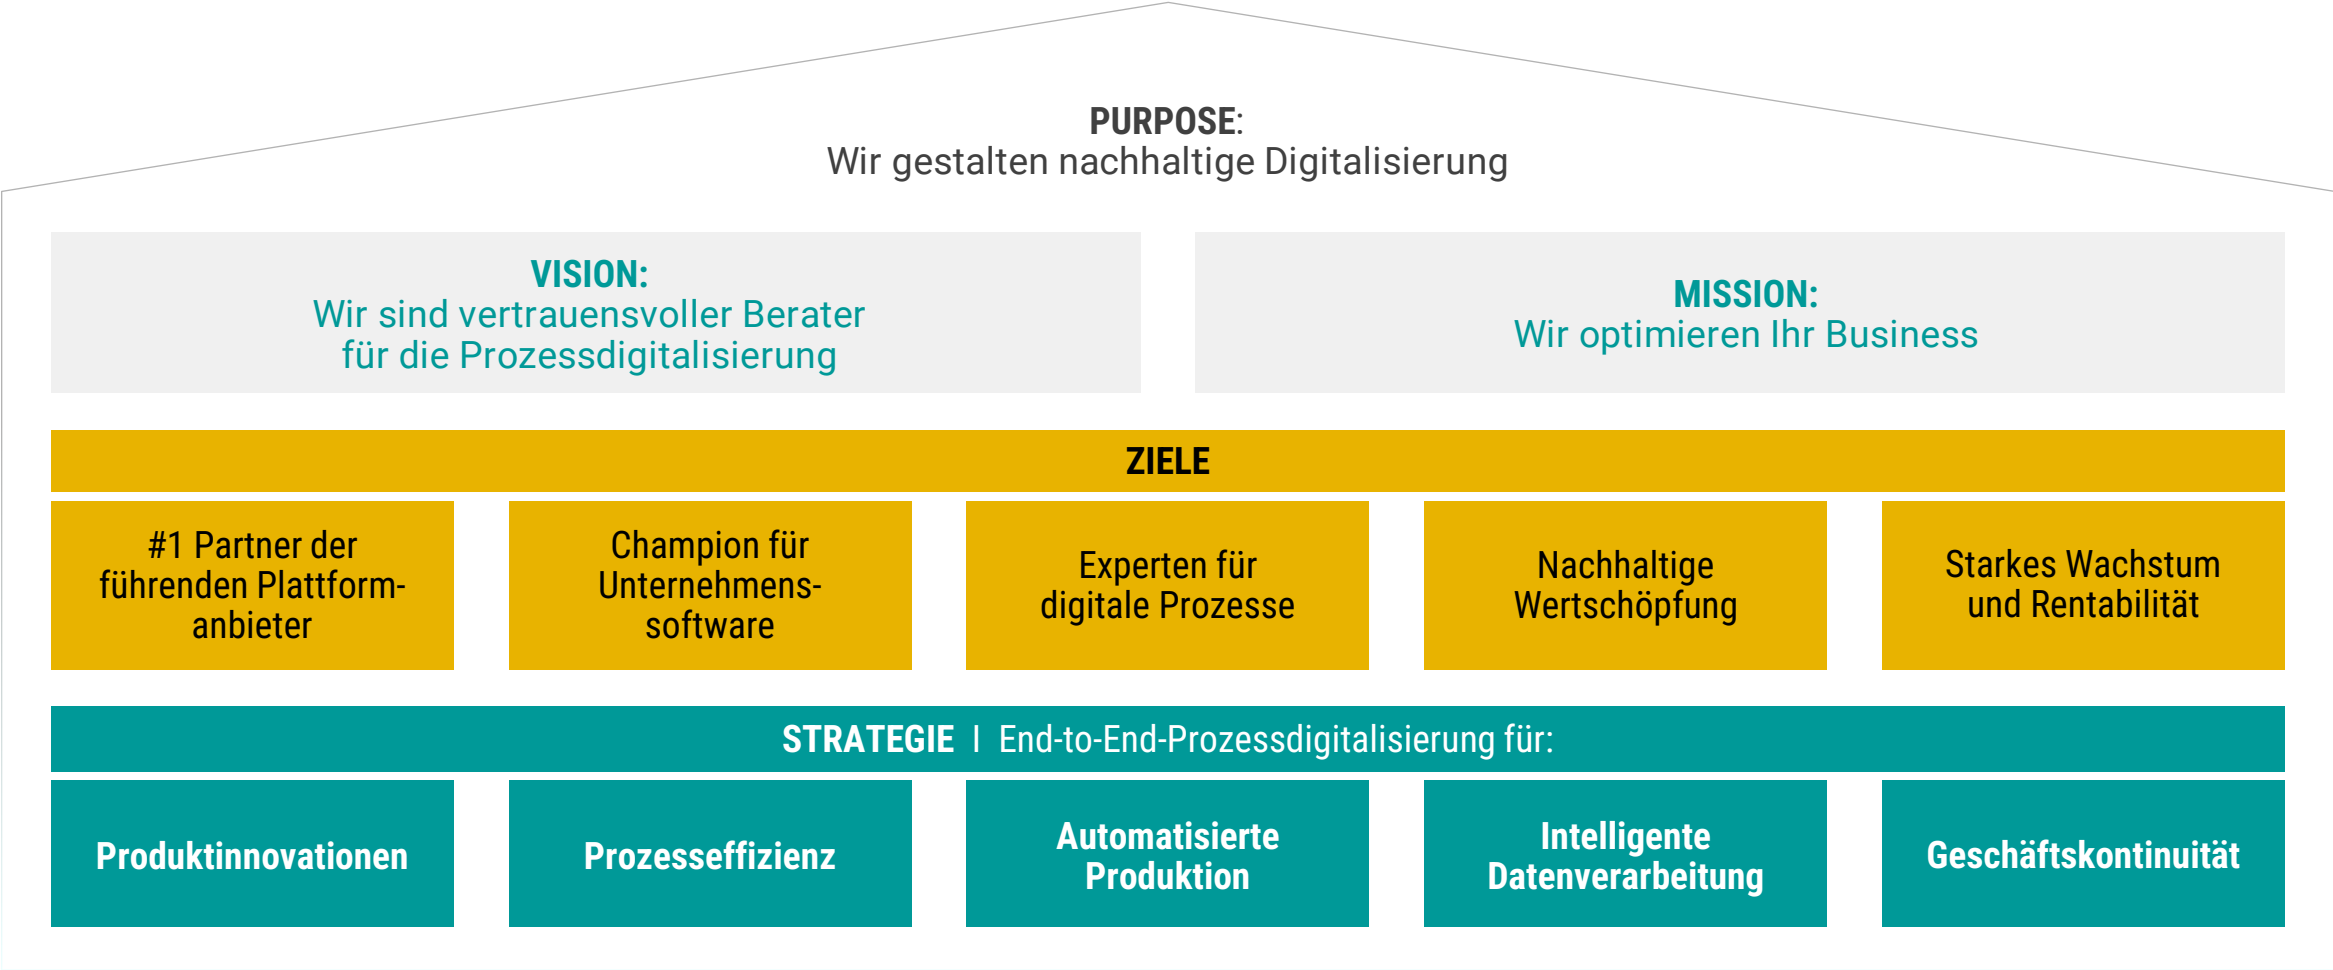 PURPOSE:
Wir gestalten nachhaltige Digitalisierung
VISION:
Wir sind vertrauensvoller Berater
für die Prozessdigitalisierung
MISSION:
Wir optimieren Ihr Business
ZIELE
#1 Partner der
führenden Plattform-
anbieter
Champion für
Unternehmens-
software
Experten für
digitale Prozesse
Nachhaltige
Wertschöpfung
Starkes Wachstum
und Rentabilität
STRATEGIE I End-to-End-Prozessdigitalisierung für:
Produktinnovationen
Prozesseffizienz
Automatisierte
Produktion
Intelligente
Datenverarbeitung
Geschäftskontinuität